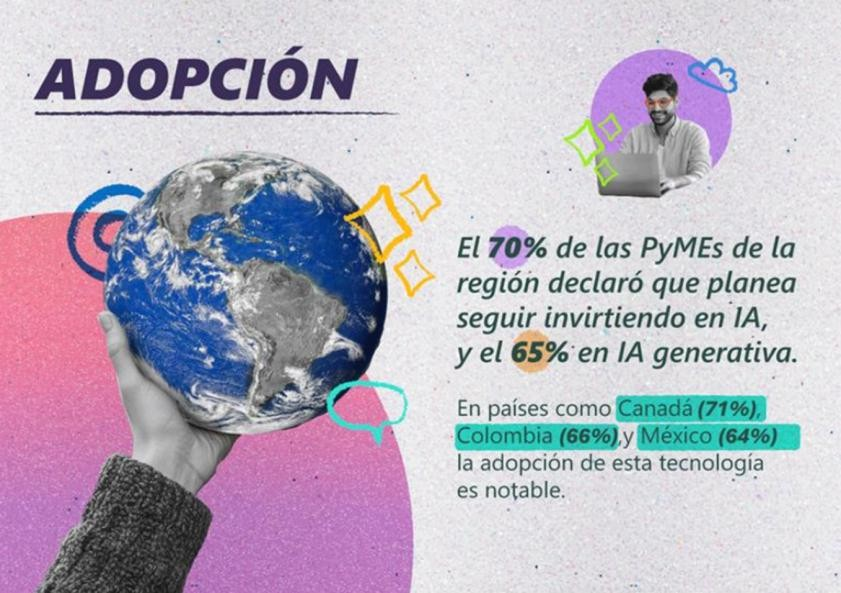 ADOPCIÓN
El 70% de las PyMEs de la
región declaró que planea
seguir invirtiendo en IA,
y el 65% en IA generativa.
En países como Canadá (71%),
Colombia (66%),y México (64%)
la adopción de esta tecnología
es notable.